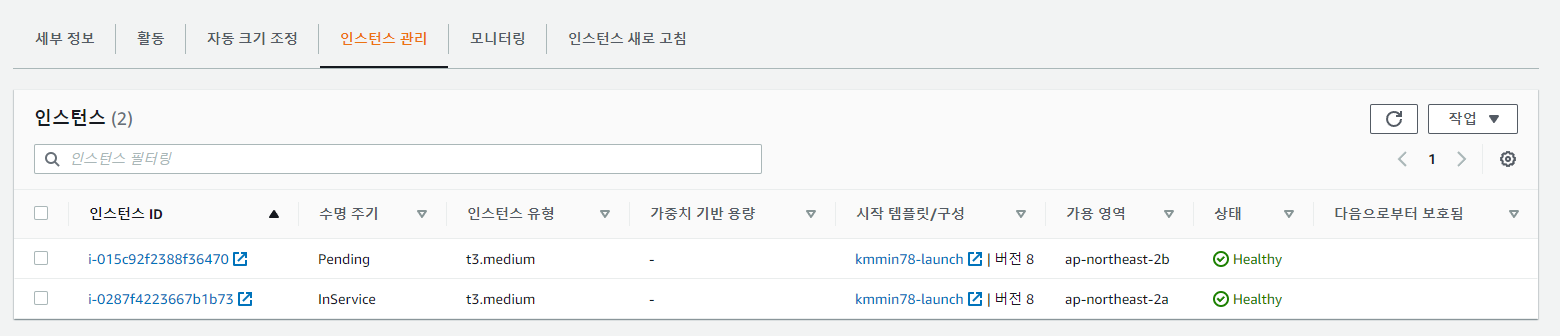 세부 정보 활동 자동 크기 조정 인스턴스 관리 모니터링 인스턴스 새로 고침
인스턴스 (2) 작업
인스턴스 필터링 1
인스턴스 ID 수명 주기 인스턴스 유형 가중치 기반 용량 시작 템플릿/구성 가용 영역 상태 다음으로부터 보호됨
i-015c92f2388f36470 Pending t3.medium - kmmin78-launch | 버전 8 ap-northeast-2b Healthy
i-0287f4223667b1b73 InService t3.medium - kmmin78-launch | 버전 8 ap-northeast-2a Healthy